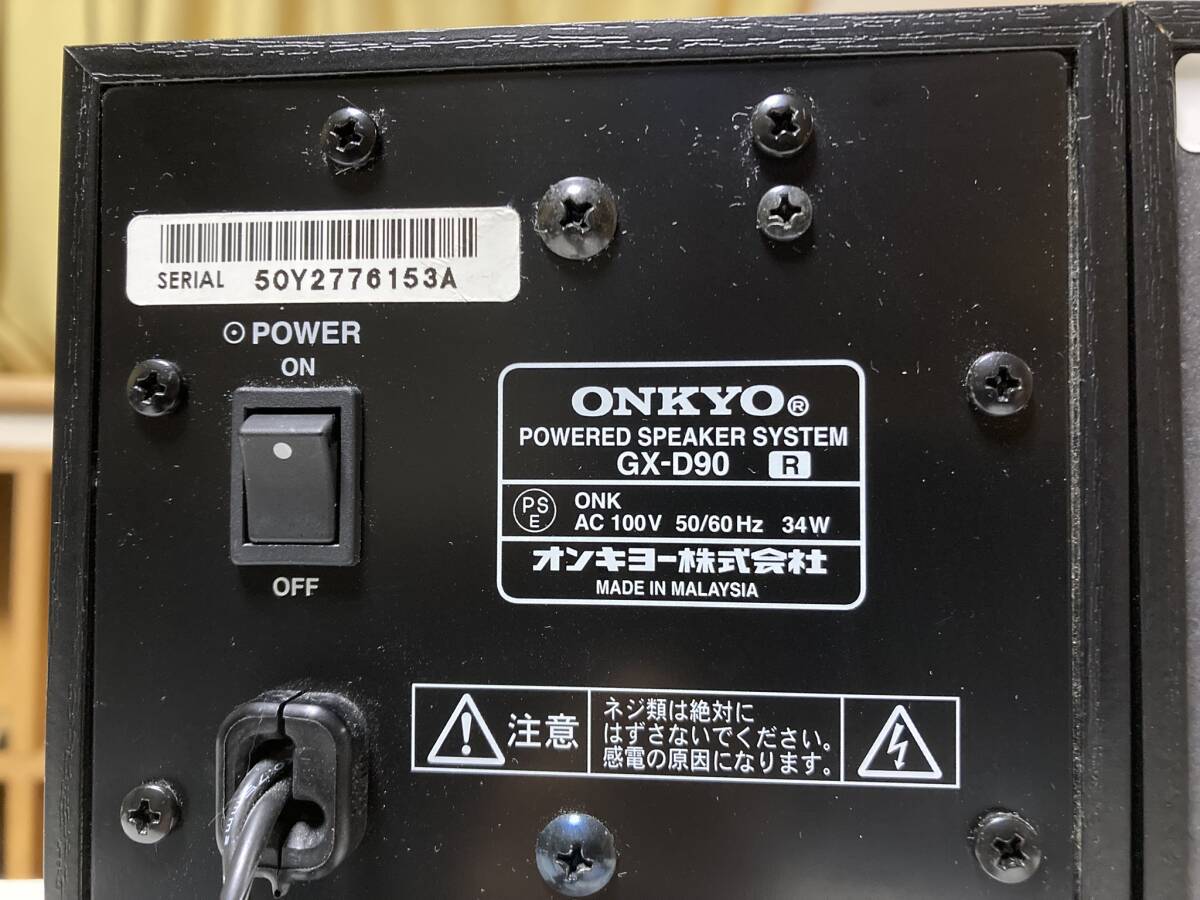 SERIAL 50Y2776153A
POWER
ON
OFF
ONKYO®
POWERED SPEAKER SYSTEM
GX-D90 R
PS
E
ONK
AC 100V 50/60Hz 34W
オンキヨー株式会社
MADE IN MALAYSIA
注意
ネジ類は絶対に
はずさないでください。
感電の原因になります。